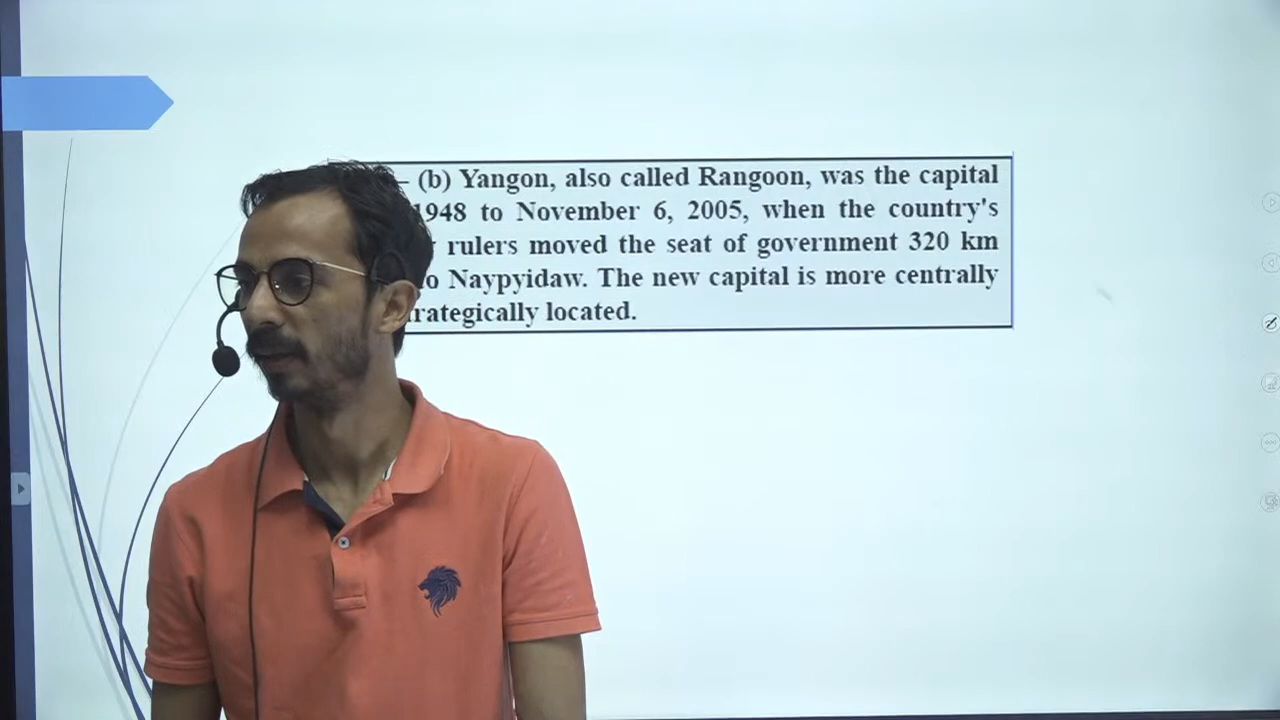 – (b) Yangon, also called Rangoon, was the capital
1948 to November 6, 2005, when the country's
rulers moved the seat of government 320 km
Naypyidaw. The new capital is more centrally
located.